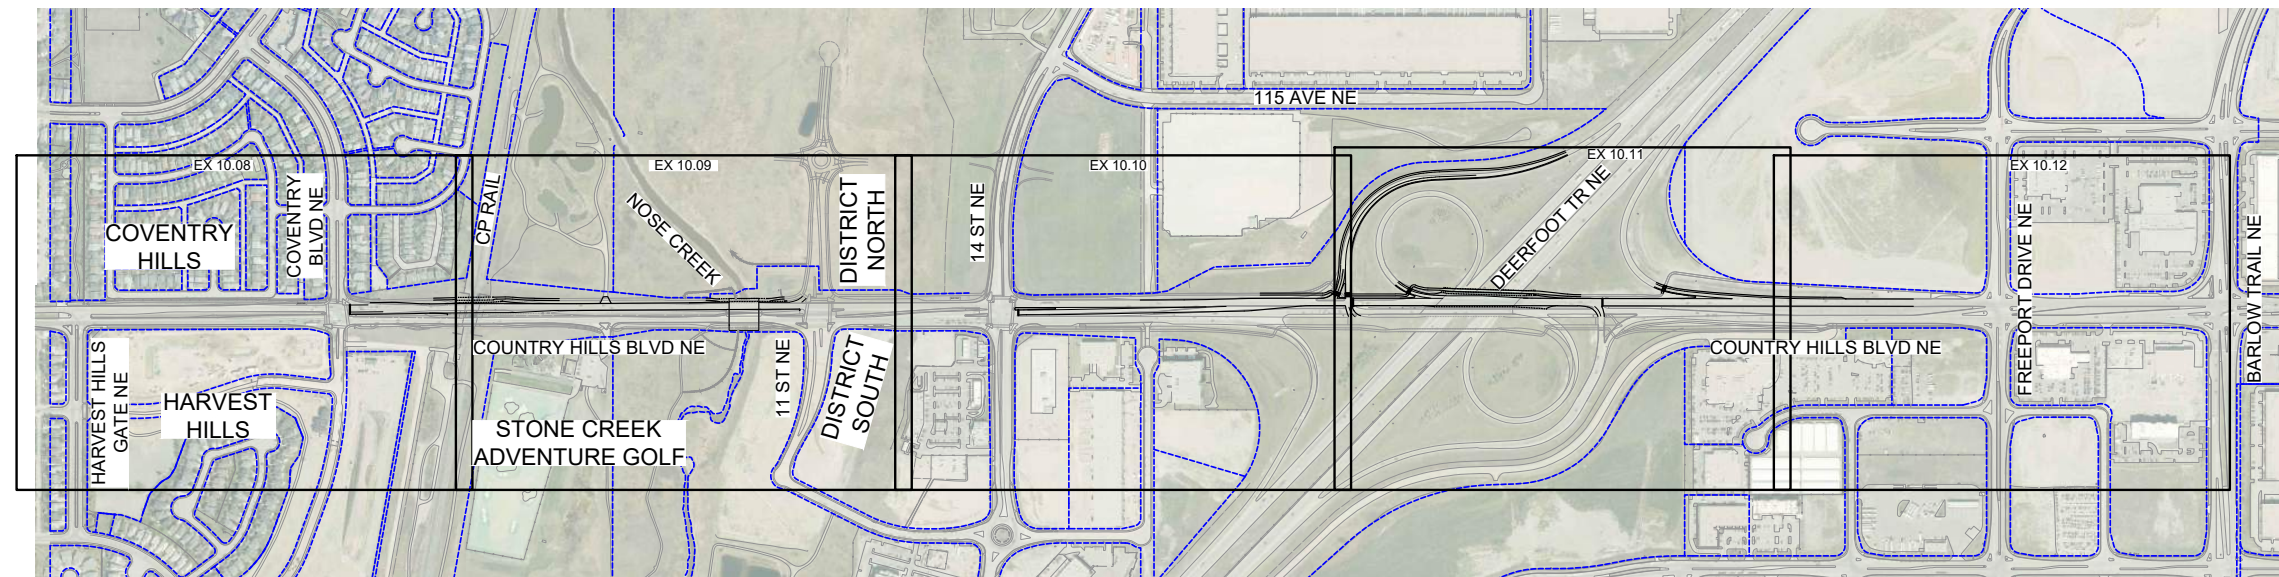 115 AVE NE
EX 10.08
EX 10.09
EX 10.10
EX 10.11
EX 10.12
COVENTRY
HILLS
COVENTRY
BLVD NE
CP RAIL
NOSE CREEK
DISTRICT
NORTH
14 ST NE
DEERFOOT TR NE
FREEPORT DRIVE NE
BARLOW TRAIL NE
HARVEST HILLS
GATE NE
HARVEST
HILLS
COUNTRY HILLS BLVD NE
STONE CREEK
ADVENTURE GOLF
11 ST NE
DISTRICT
SOUTH
COUNTRY HILLS BLVD NE